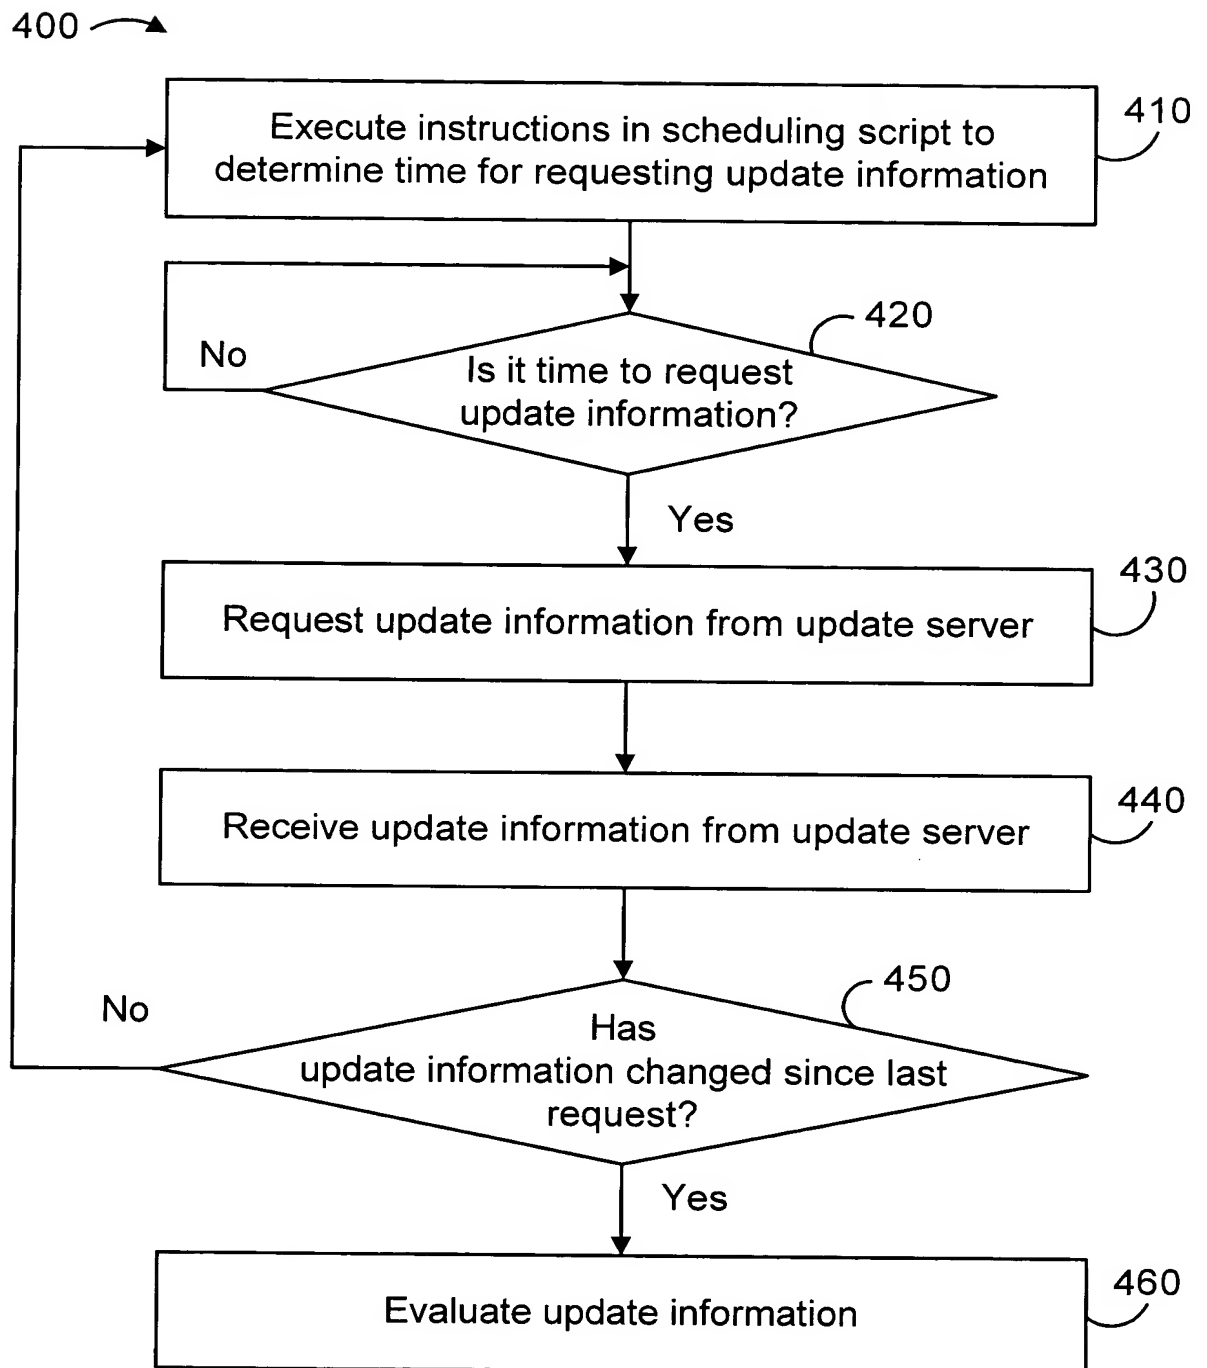 400
Execute instructions in scheduling script to
determine time for requesting update information
410
420
No
Is it time to request
update information?
Yes
430
Request update information from update server
440
Receive update information from update server
450
No
Has
update information changed since last
request?
Yes
460
Evaluate update information